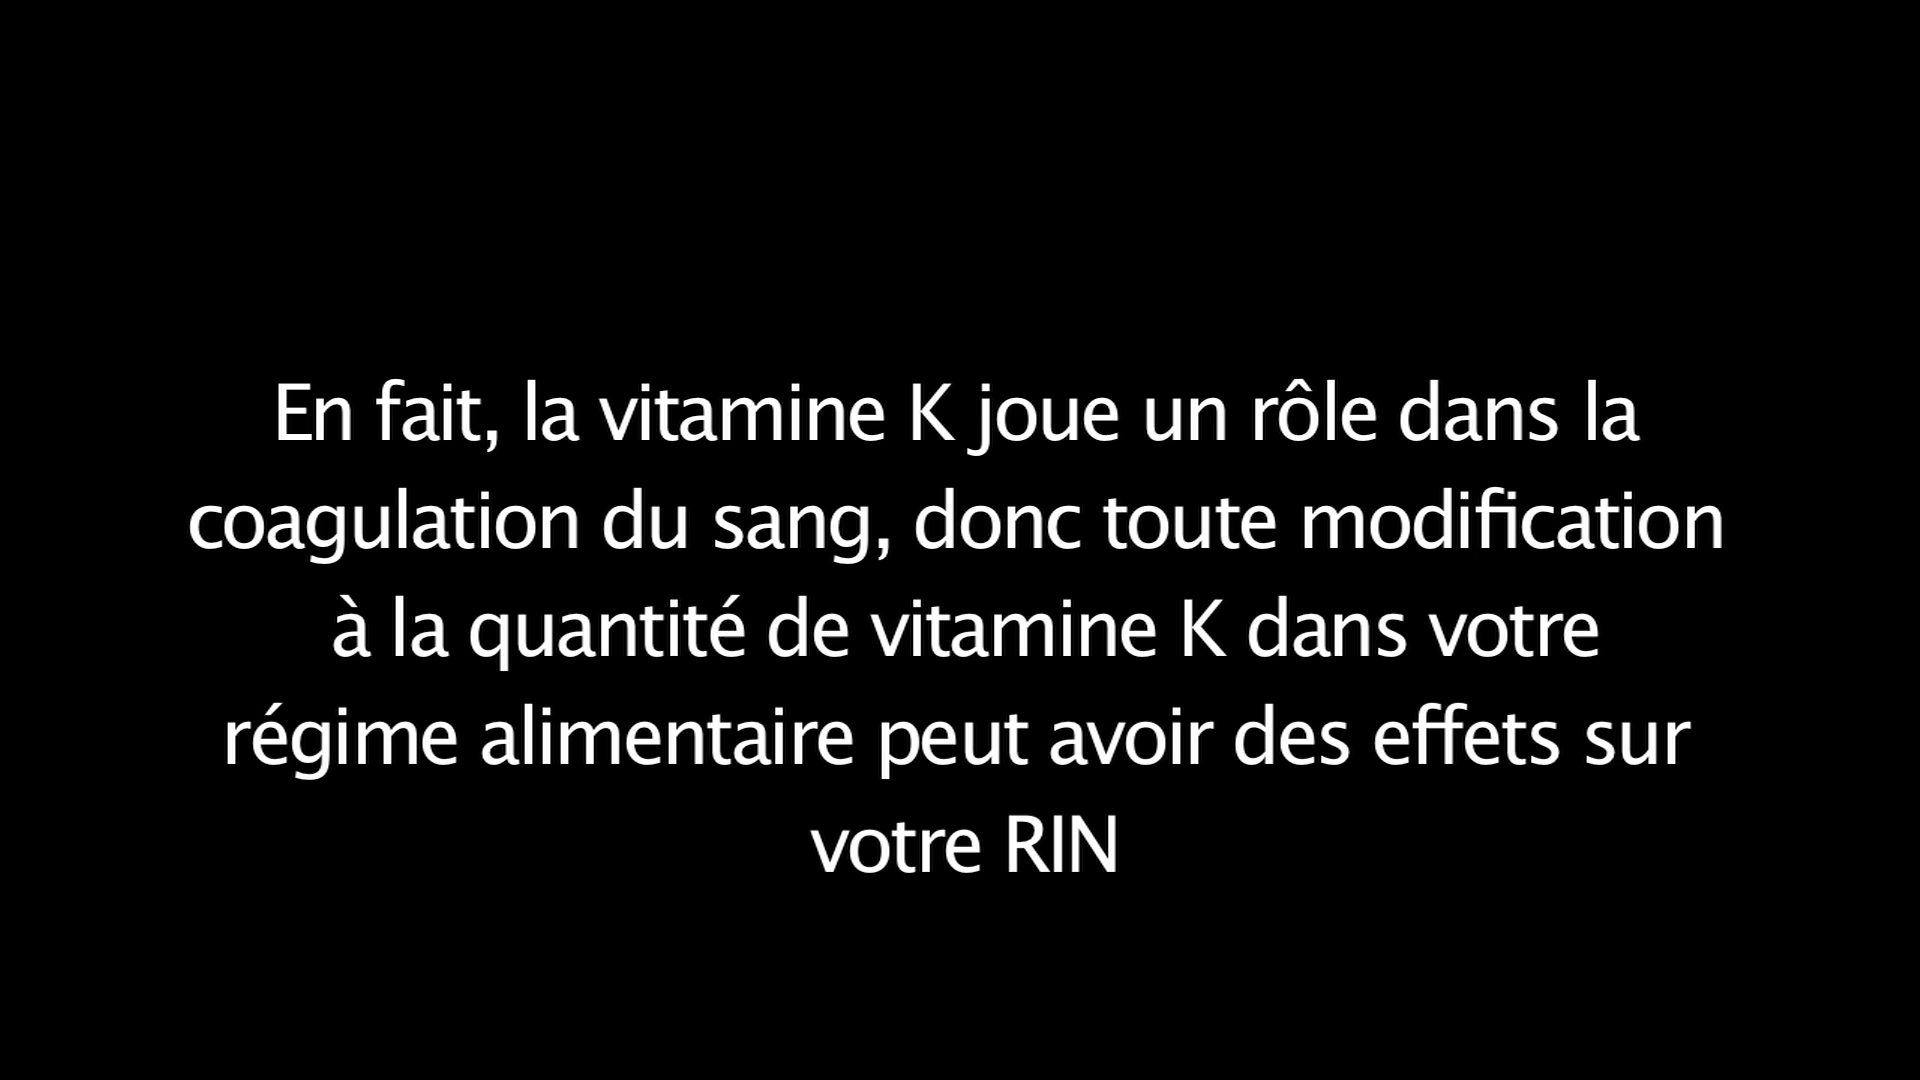 En fait, la vitamine K joue un rôle dans la
coagulation du sang, donc toute modification
à la quantité de vitamine K dans votre
régime alimentaire peut avoir des effets sur
votre RIN